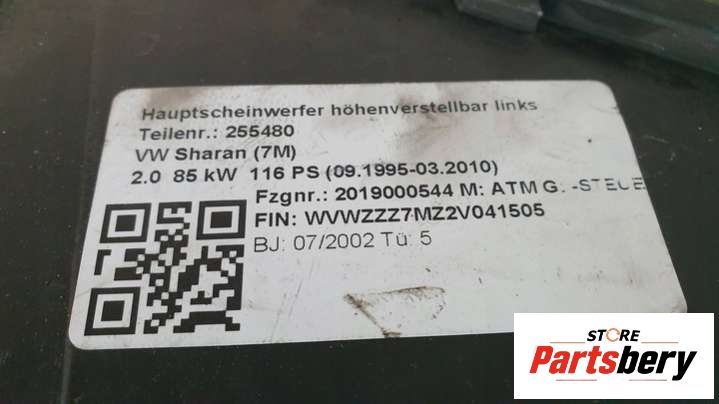 Hauptscheinwerfer höhenverstellbar links
Teilenr.: 255480
VW Sharan (7M)
2.0 85 kW 116 PS (09.1995-03.2010)
Fzgnr.: 2019000544 M: ATM G: -STEUE
FIN: WVWZZZ7MZ2V041505
BJ: 07/2002 Tü: 5
STORE
Partsbery